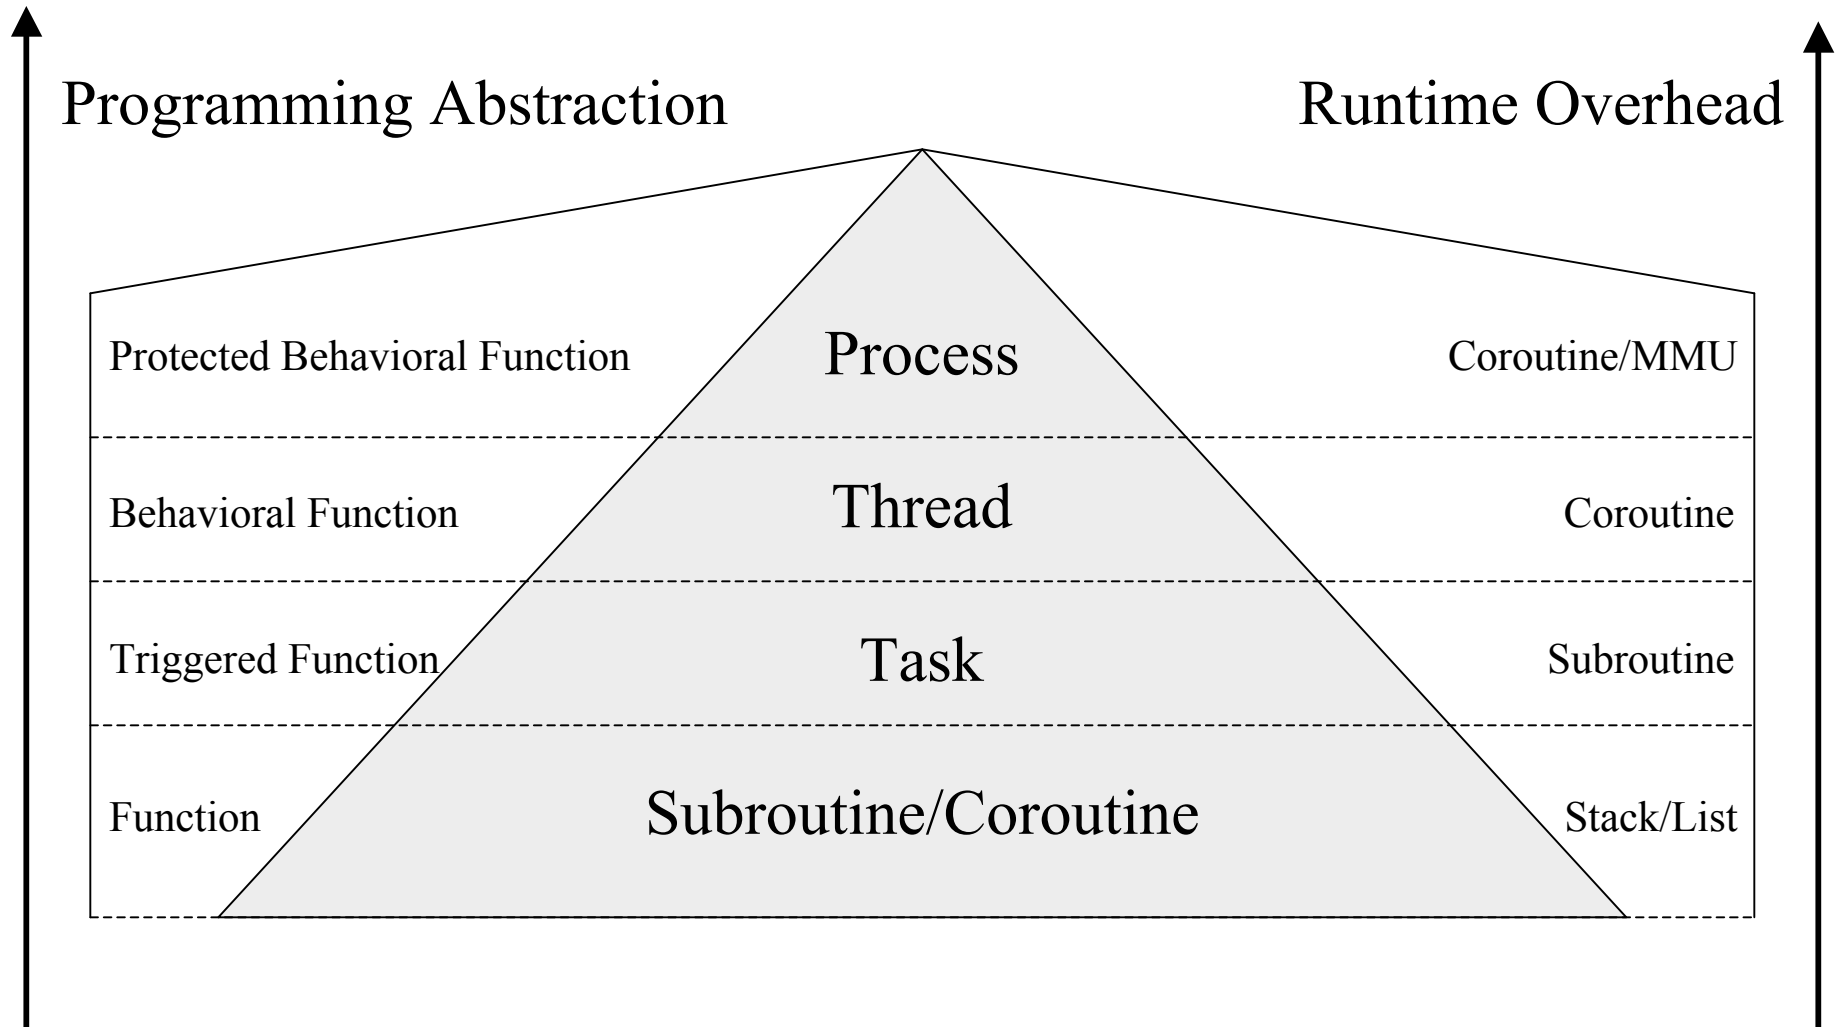 Programming Abstraction
Runtime Overhead
Protected Behavioral Function
Process
Coroutine/MMU
Behavioral Function
Thread
Coroutine
Triggered Function
Task
Subroutine
Function
Subroutine/Coroutine
Stack/List